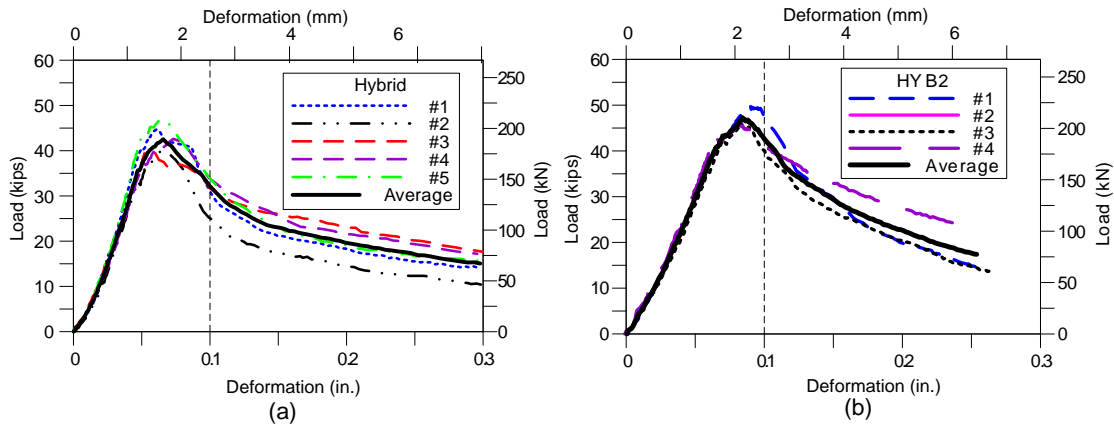 Deformation (mm)
0 2 4 6
60
50
40
30
20
10
0
Load (kips)
Hybrid
#1
#2
#3
#4
#5
Average
250
200
150
100
50
0
Load (kN)
0 0.1 0.2 0.3
Deformation (in.)
(a)
Deformation (mm)
0 2 4 6
60
50
40
30
20
10
0
Load (kips)
HY B2
#1
#2
#3
#4
Average
250
200
150
100
50
0
Load (kN)
0 0.1 0.2 0.3
Deformation (in.)
(b)